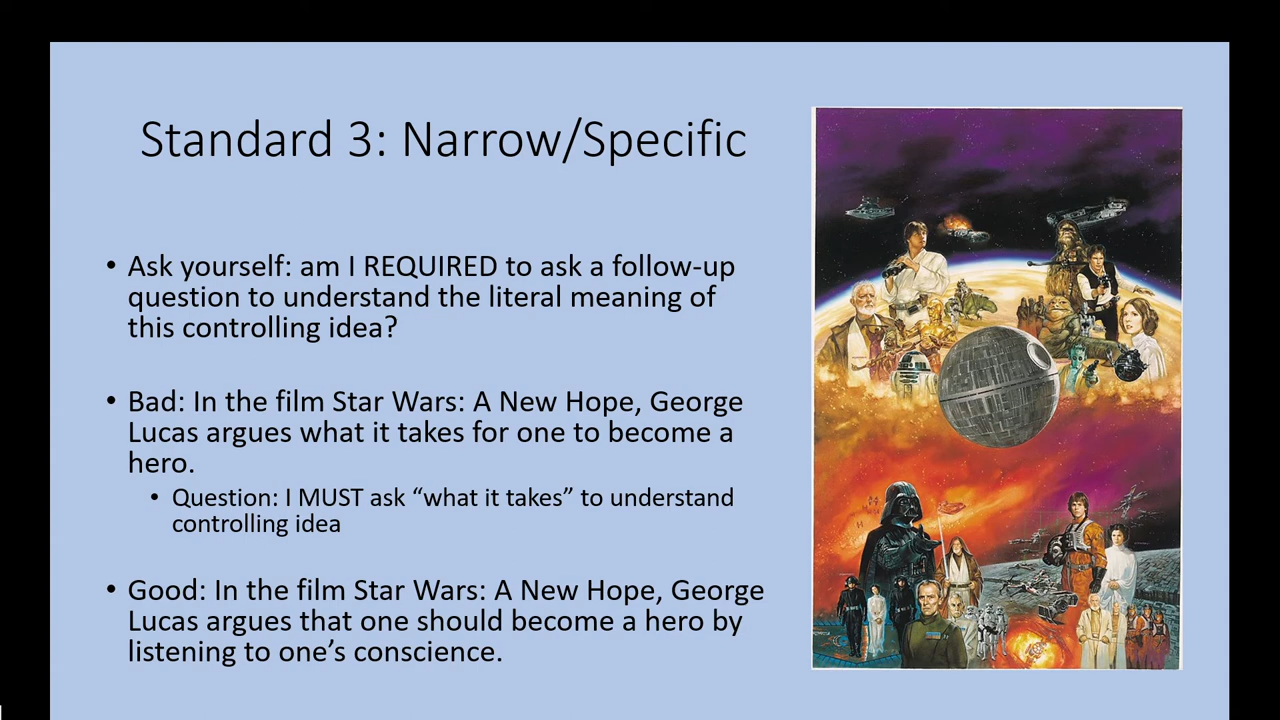 Standard 3: Narrow/Specific
• Ask yourself: am I REQUIRED to ask a follow-up
question to understand the literal meaning of
this controlling idea?
• Bad: In the film Star Wars: A New Hope, George
Lucas argues what it takes for one to become a
hero.
• Question: I MUST ask “what it takes” to understand
controlling idea
• Good: In the film Star Wars: A New Hope, George
Lucas argues that one should become a hero by
listening to one’s conscience.